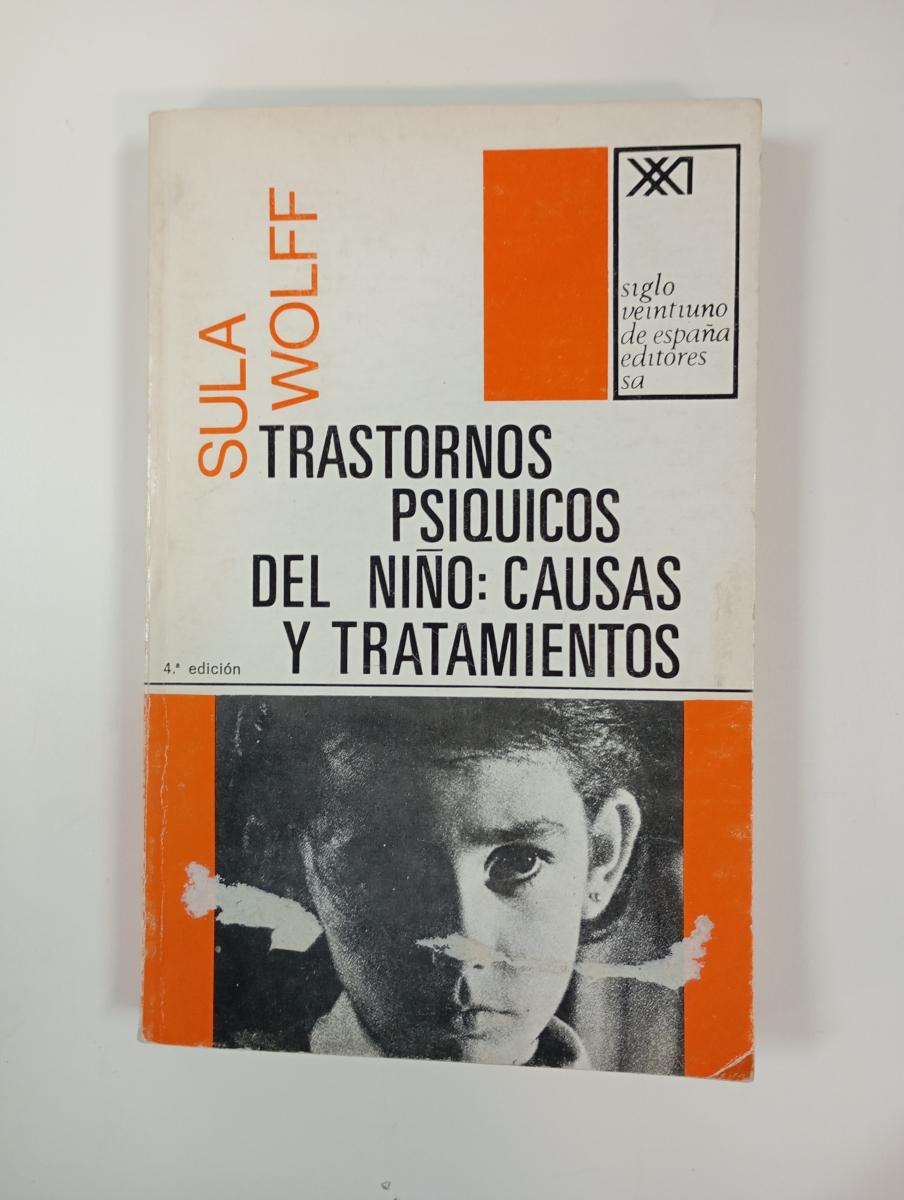 SULA
WOLFF
XXI
siglo
veintiuno
de españa
editores
sa
TRASTORNOS
PSIQUICOS
DEL NIÑO: CAUSAS
Y TRATAMIENTOS
4.ª edición